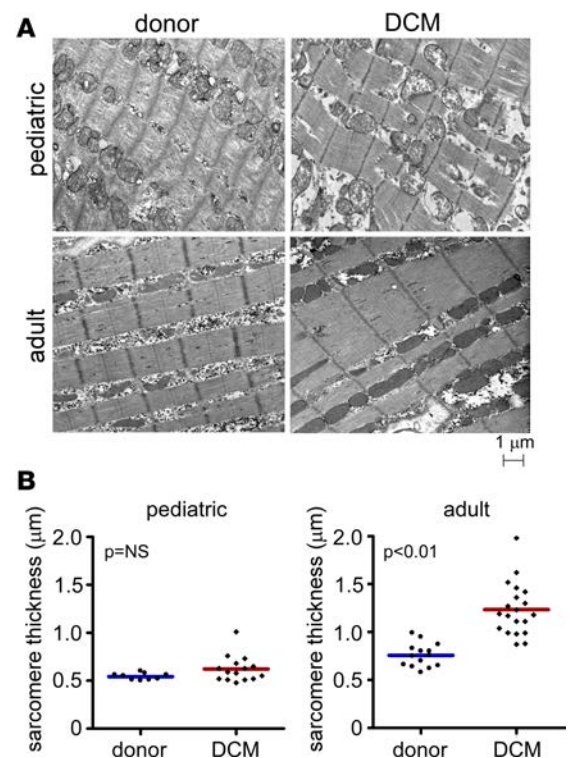 A
donor
DCM
pediatric
adult
1 μm
B
pediatric
adult
sarcomere thickness (μm)
2.0
1.5
1.0
0.5
0
p=NS
donor
DCM
sarcomere thickness (μm)
2.0
1.5
1.0
0.5
0
p<0.01
donor
DCM